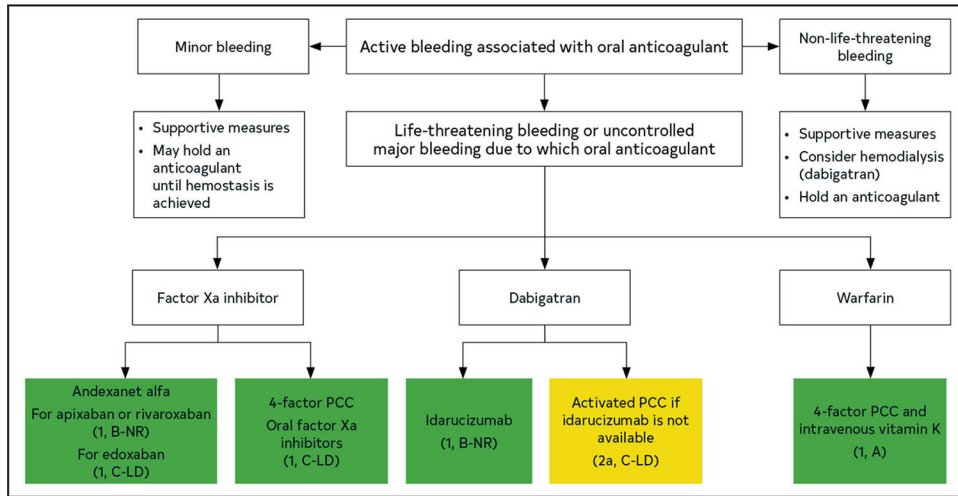 Minor bleeding
Active bleeding associated with oral anticoagulant
Non-life-threatening
bleeding
• Supportive measures
• May hold an
anticoagulant
until hemostasis is
achieved
Life-threatening bleeding or uncontrolled
major bleeding due to which oral anticoagulant
• Supportive measures
• Consider hemodialysis
(dabigatran)
• Hold an anticoagulant
Factor Xa inhibitor
Dabigatran
Warfarin
Andexanet alfa
For apixaban or rivaroxaban
(1, B-NR)
For edoxaban
(1, C-LD)
4-factor PCC
Oral factor Xa
inhibitors
(1, C-LD)
Idarucizumab
(1, B-NR)
Activated PCC if
idarucizumab is not
available
(2a, C-LD)
4-factor PCC and
intravenous vitamin K
(1, A)